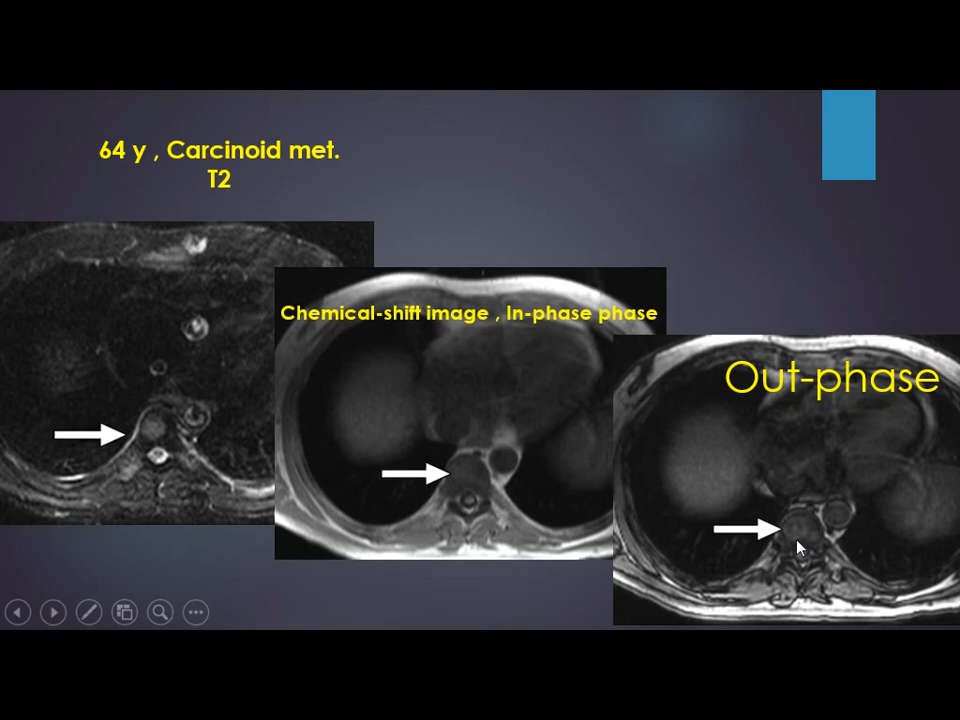 64 y , Carcinoid met.
T2
Chemical-shift image , In-phase phase
Out-phase